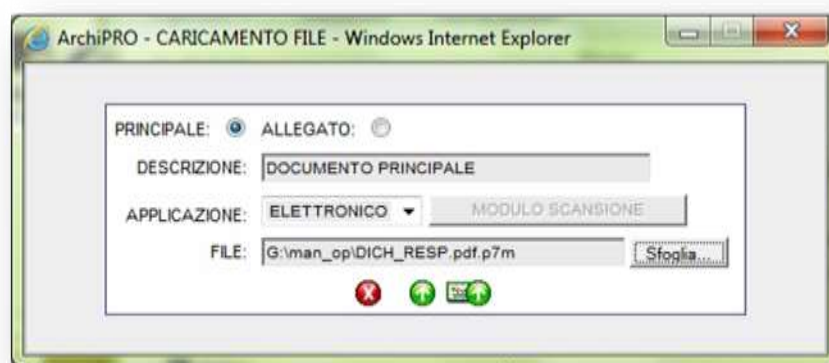 ArchiPRO - CARICAMENTO FILE - Windows Internet Explorer
PRINCIPALE: ALLEGATO:
DESCRIZIONE: DOCUMENTO PRINCIPALE
APPLICAZIONE: ELETTRONICO MODULO SCANSIONE
FILE: G:\man_op\DICH_RESP.pdf.p7m Sfoglia...